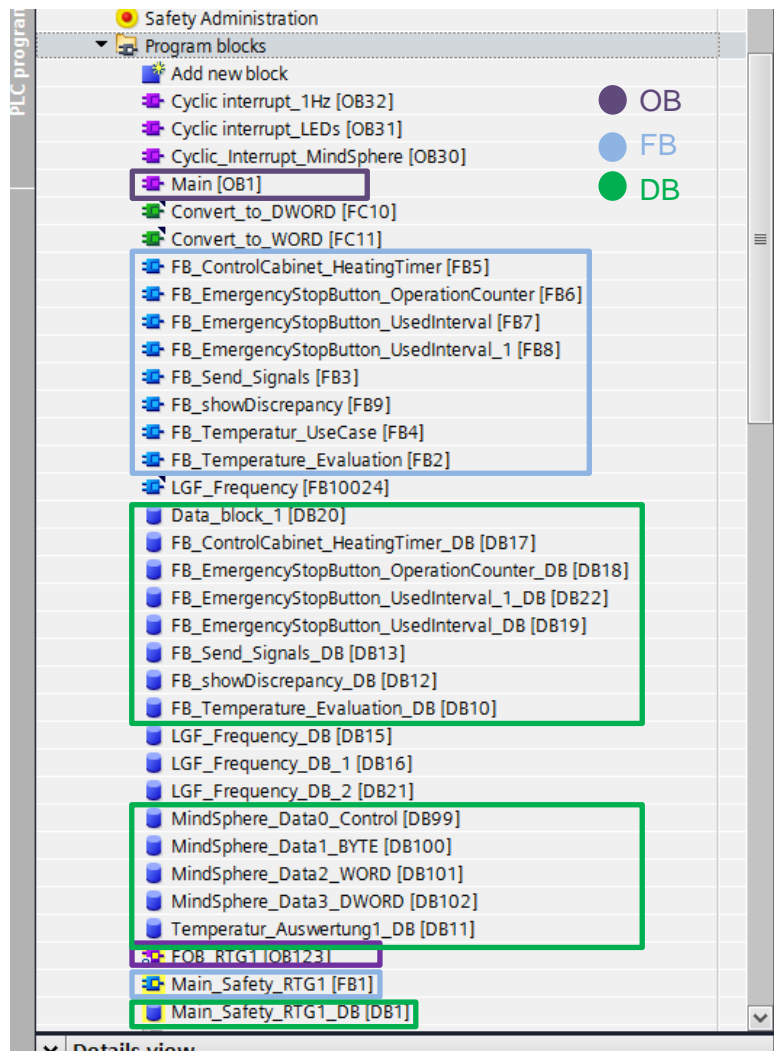 Safety Administration
Program blocks
PLC program
Add new block
Cyclic interrupt_1Hz [OB32]
OB
Cyclic interrupt_LEDs [OB31]
FB
Cyclic_Interrupt_MindSphere [OB30]
Main [OB1]
DB
Convert_to_DWORD [FC10]
Convert_to_WORD [FC11]
FB_ControlCabinet_HeatingTimer [FB5]
FB_EmergencyStopButton_OperationCounter [FB6]
FB_EmergencyStopButton_UsedInterval [FB7]
FB_EmergencyStopButton_UsedInterval_1 [FB8]
FB_Send_Signals [FB3]
FB_showDiscrepancy [FB9]
FB_Temperatur_UseCase [FB4]
FB_Temperature_Evaluation [FB2]
LGF_Frequency [FB10024]
Data_block_1 [DB20]
FB_ControlCabinet_HeatingTimer_DB [DB17]
FB_EmergencyStopButton_OperationCounter_DB [DB18]
FB_EmergencyStopButton_UsedInterval_1_DB [DB22]
FB_EmergencyStopButton_UsedInterval_DB [DB19]
FB_Send_Signals_DB [DB13]
FB_showDiscrepancy_DB [DB12]
FB_Temperature_Evaluation_DB [DB10]
LGF_Frequency_DB [DB15]
LGF_Frequency_DB_1 [DB16]
LGF_Frequency_DB_2 [DB21]
MindSphere_Data0_Control [DB99]
MindSphere_Data1_BYTE [DB100]
MindSphere_Data2_WORD [DB101]
MindSphere_Data3_DWORD [DB102]
Temperatur_Auswertung1_DB [DB11]
FOB_RTG1 [OB123]
Main_Safety_RTG1 [FB1]
Main_Safety_RTG1_DB [DB1]
Details view